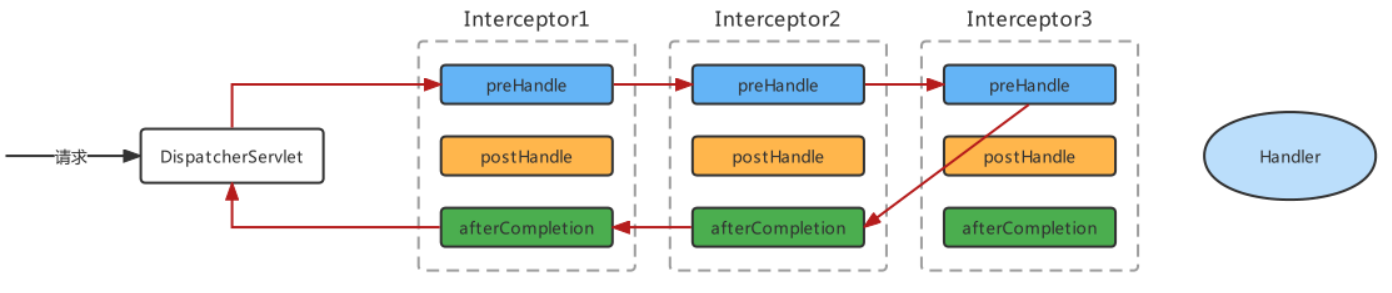 Interceptor1
Interceptor2
Interceptor3
preHandle
preHandle
preHandle
请求
DispatcherServlet
postHandle
postHandle
postHandle
Handler
afterCompletion
afterCompletion
afterCompletion